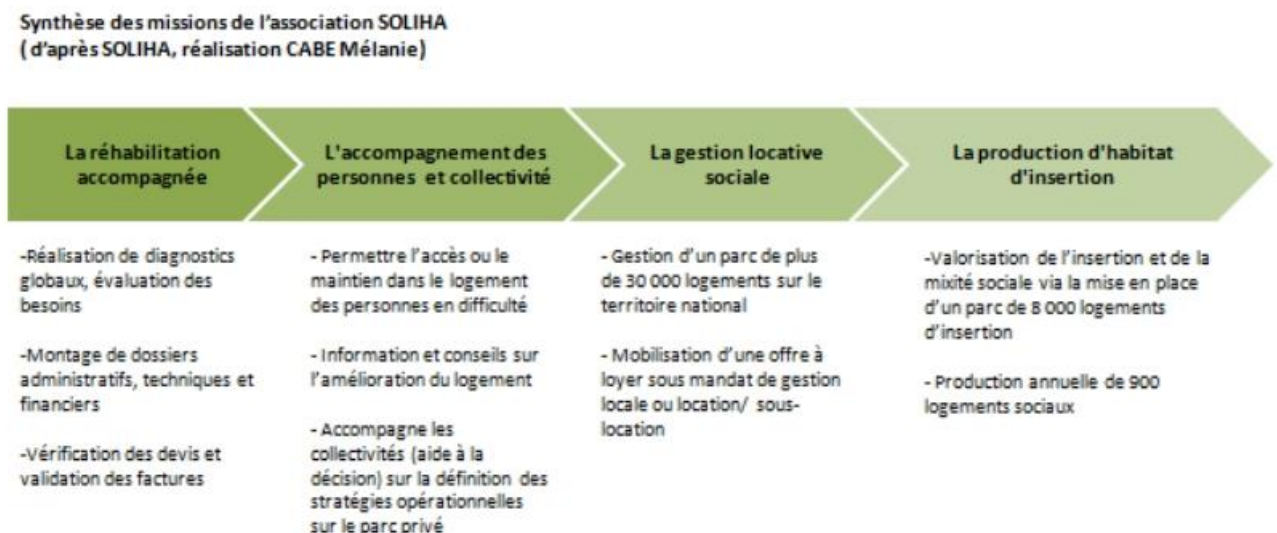 Synthèse des missions de l'association SOLIHA
( d'après SOLIHA, réalisation CABE Mélanie)
La réhabilitation
accompagnée
L'accompagnement des
personnes et collectivité
La gestion locative
sociale
La production d'habitat
d'insertion
-Réalisation de diagnostics
globaux, évaluation des
besoins
-Montage de dossiers
administratifs, techniques et
financiers
-Vérification des devis et
validation des factures
- Permettre l'accès ou le
maintien dans le logement
des personnes en difficulté
- Information et conseils sur
l'amélioration du logement
- Accompagne les
collectivités (aide à la
décision) sur la définition des
stratégies opérationnelles
sur le parc privé
- Gestion d'un parc de plus
de 30 000 logements sur le
territoire national
- Mobilisation d'une offre à
loyer sous mandat de gestion
locale ou location/ sous-
location
-Valorisation de l'insertion et de la
mixité sociale via la mise en place
d'un parc de 8 000 logements
d'insertion
- Production annuelle de 900
logements sociaux